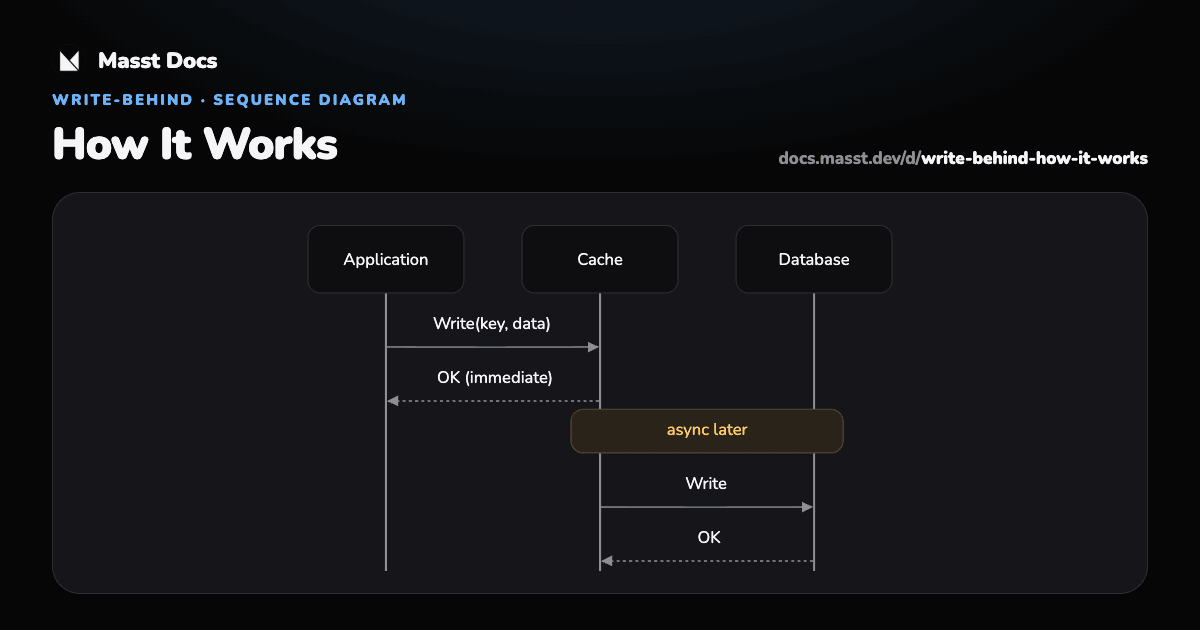 Masst Docs
WRITE-BEHIND · SEQUENCE DIAGRAM
How It Works
docs.masst.dev/d/write-behind-how-it-works
Application
Cache
Database
Write(key, data)
OK (immediate)
async later
Write
OK